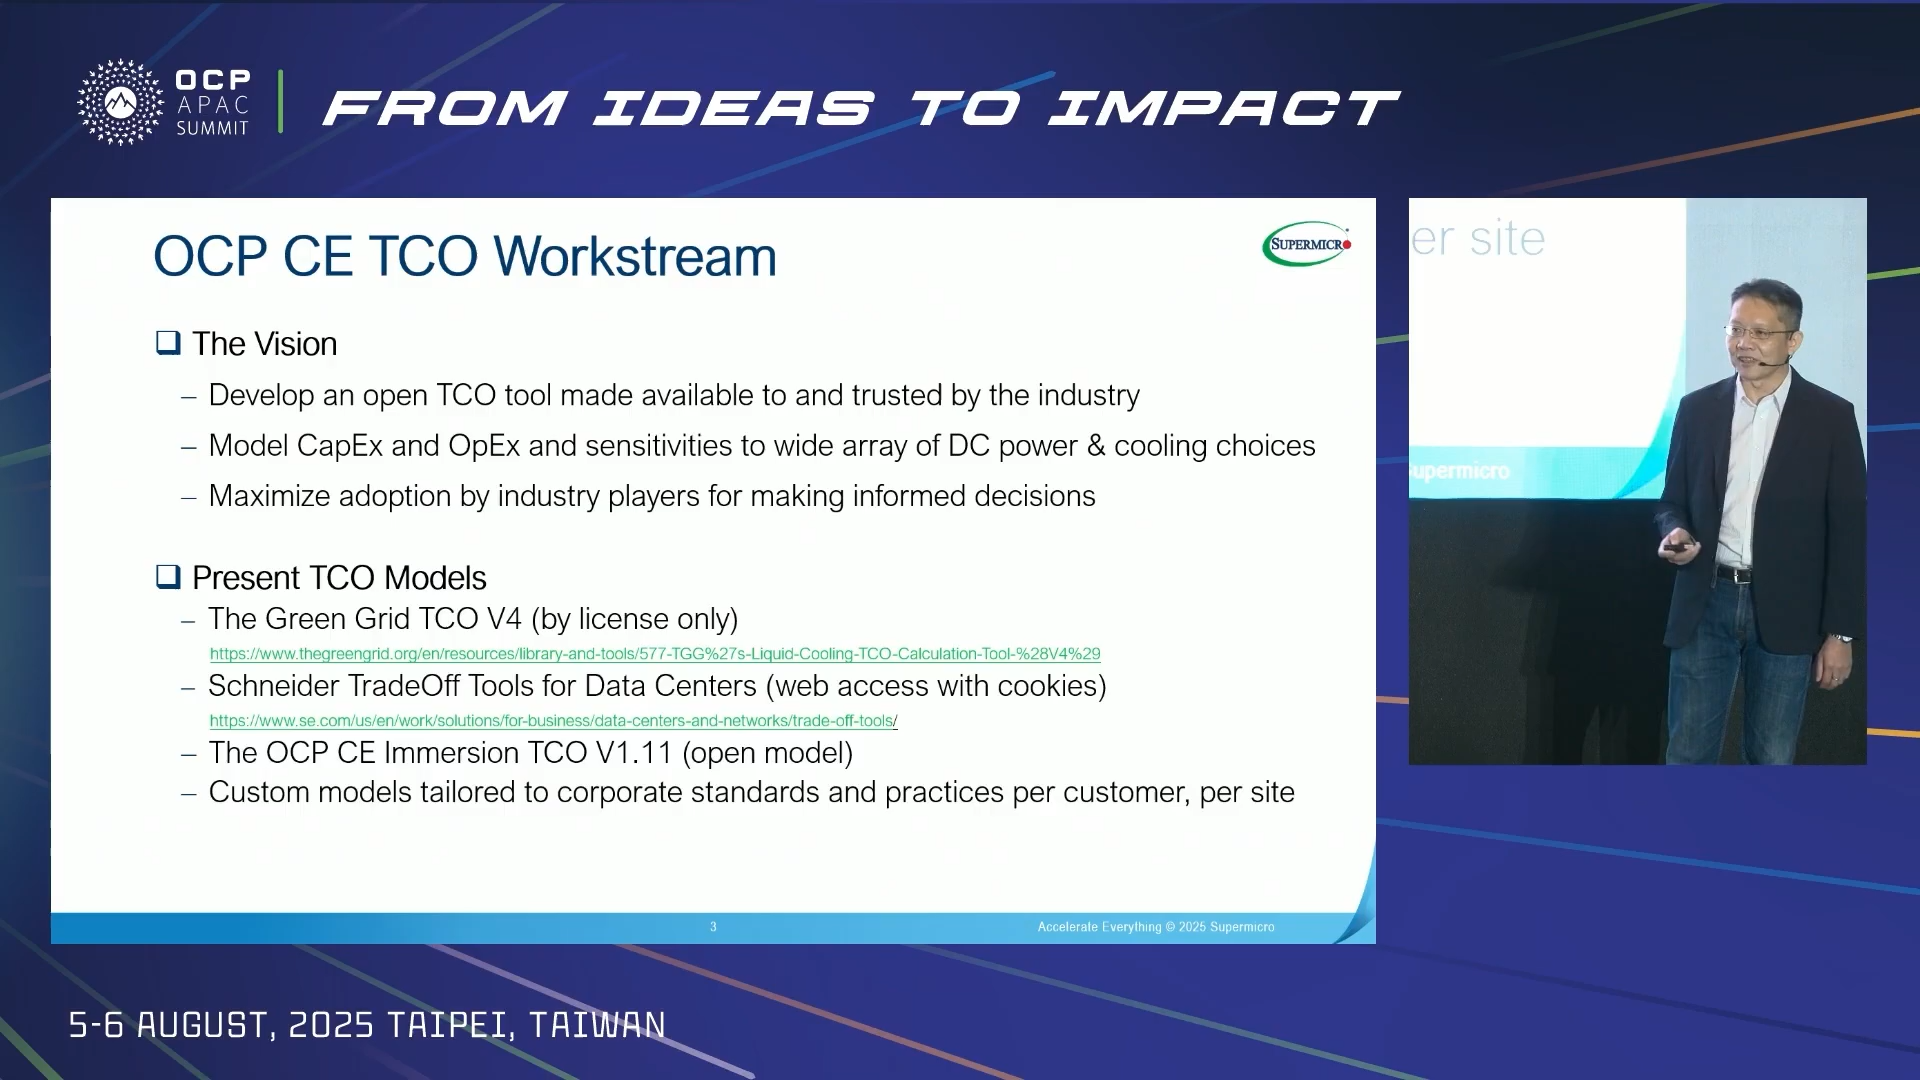 OCP
APAC
SUMMIT
FROM IDEAS TO IMPACT
OCP CE TCO Workstream
SUPERMICRO
❑ The Vision
– Develop an open TCO tool made available to and trusted by the industry
– Model CapEx and OpEx and sensitivities to wide array of DC power & cooling choices
– Maximize adoption by industry players for making informed decisions
❑ Present TCO Models
– The Green Grid TCO V4 (by license only)
https://www.thegreengrid.org/en/resources/library-and-tools/577-TGG%27s-Liquid-Cooling-TCO-Calculation-Tool-%28V4%29
– Schneider TradeOff Tools for Data Centers (web access with cookies)
https://www.se.com/us/en/work/solutions/for-business/data-centers-and-networks/trade-off-tools/
– The OCP CE Immersion TCO V1.11 (open model)
– Custom models tailored to corporate standards and practices per customer, per site
3
Accelerate Everything © 2025 Supermicro
er site
upermicro
5-6 AUGUST, 2025 TAIPEI, TAIWAN